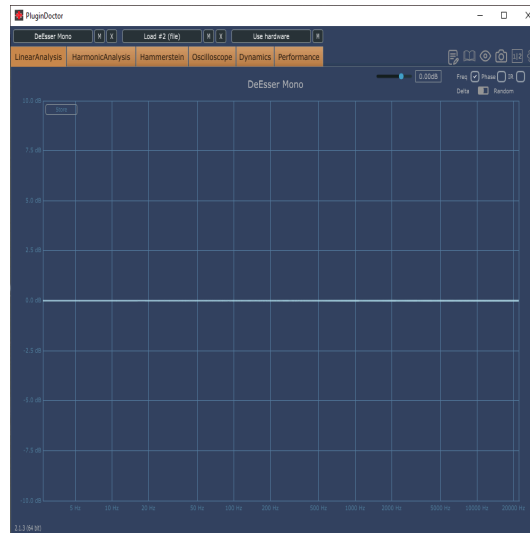 PluginDoctor
DeEsser Mono M X Load #2 (file) M X Use hardware M
LinearAnalysis HarmonicAnalysis Hammerstein Oscilloscope Dynamics Performance
0.00dB Freq Phase IR
Delta Random
DeEsser Mono
10.0 dB
Store
7.5 dB
5.0 dB
2.5 dB
0.0 dB
-2.5 dB
-5.0 dB
-7.5 dB
-10.0 dB
5 Hz 10 Hz 20 Hz 50 Hz 100 Hz 200 Hz 500 Hz 1000 Hz 2000 Hz 5000 Hz 10000 Hz 20000 Hz
2.1.3 (64 bit)